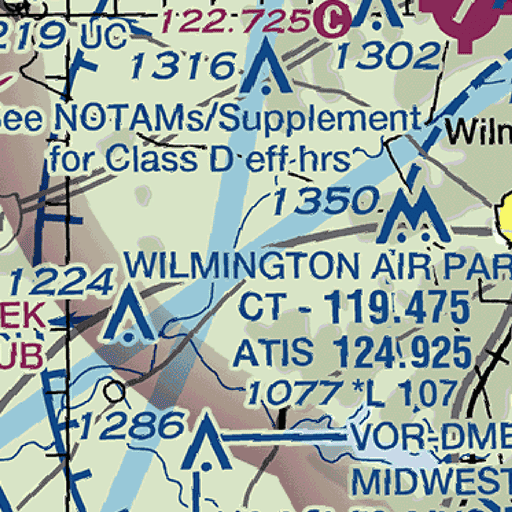 122.725 C
219 UC
1316
1302
See NOTAMs/Supplement
for Class D eff hrs
Wilm
1350
WILMINGTON AIR PAR
1224
CT - 119.475
EK
UB
ATIS 124.925
1077 *L 107
1286
VOR-DME
MIDWEST